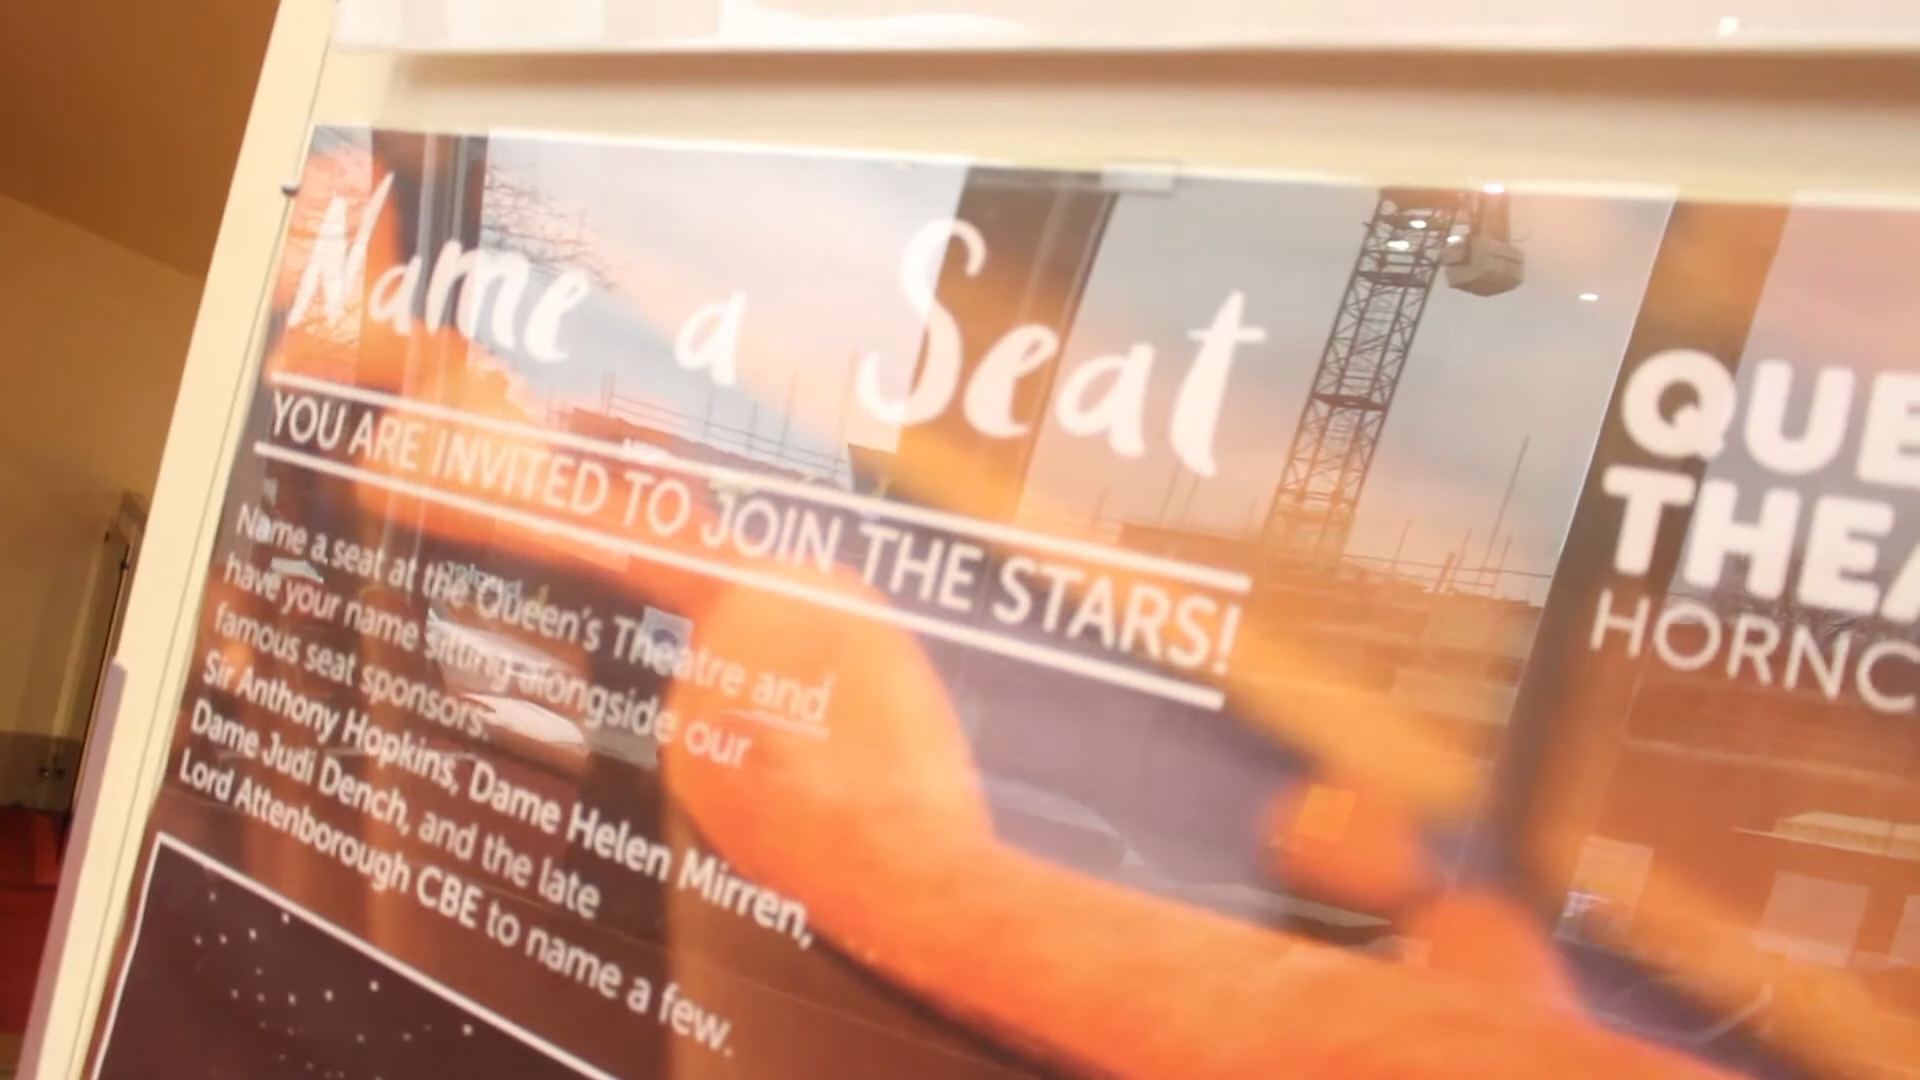 Name a Seat
YOU ARE INVITED TO JOIN THE STARS!
Name a seat at the Queen's Theatre and
have your name sitting alongside our
famous seat sponsors.
Sir Anthony Hopkins, Dame Helen Mirren,
Dame Judi Dench, and the late
Lord Attenborough CBE to name a few.
QUE
THEA
HORNC